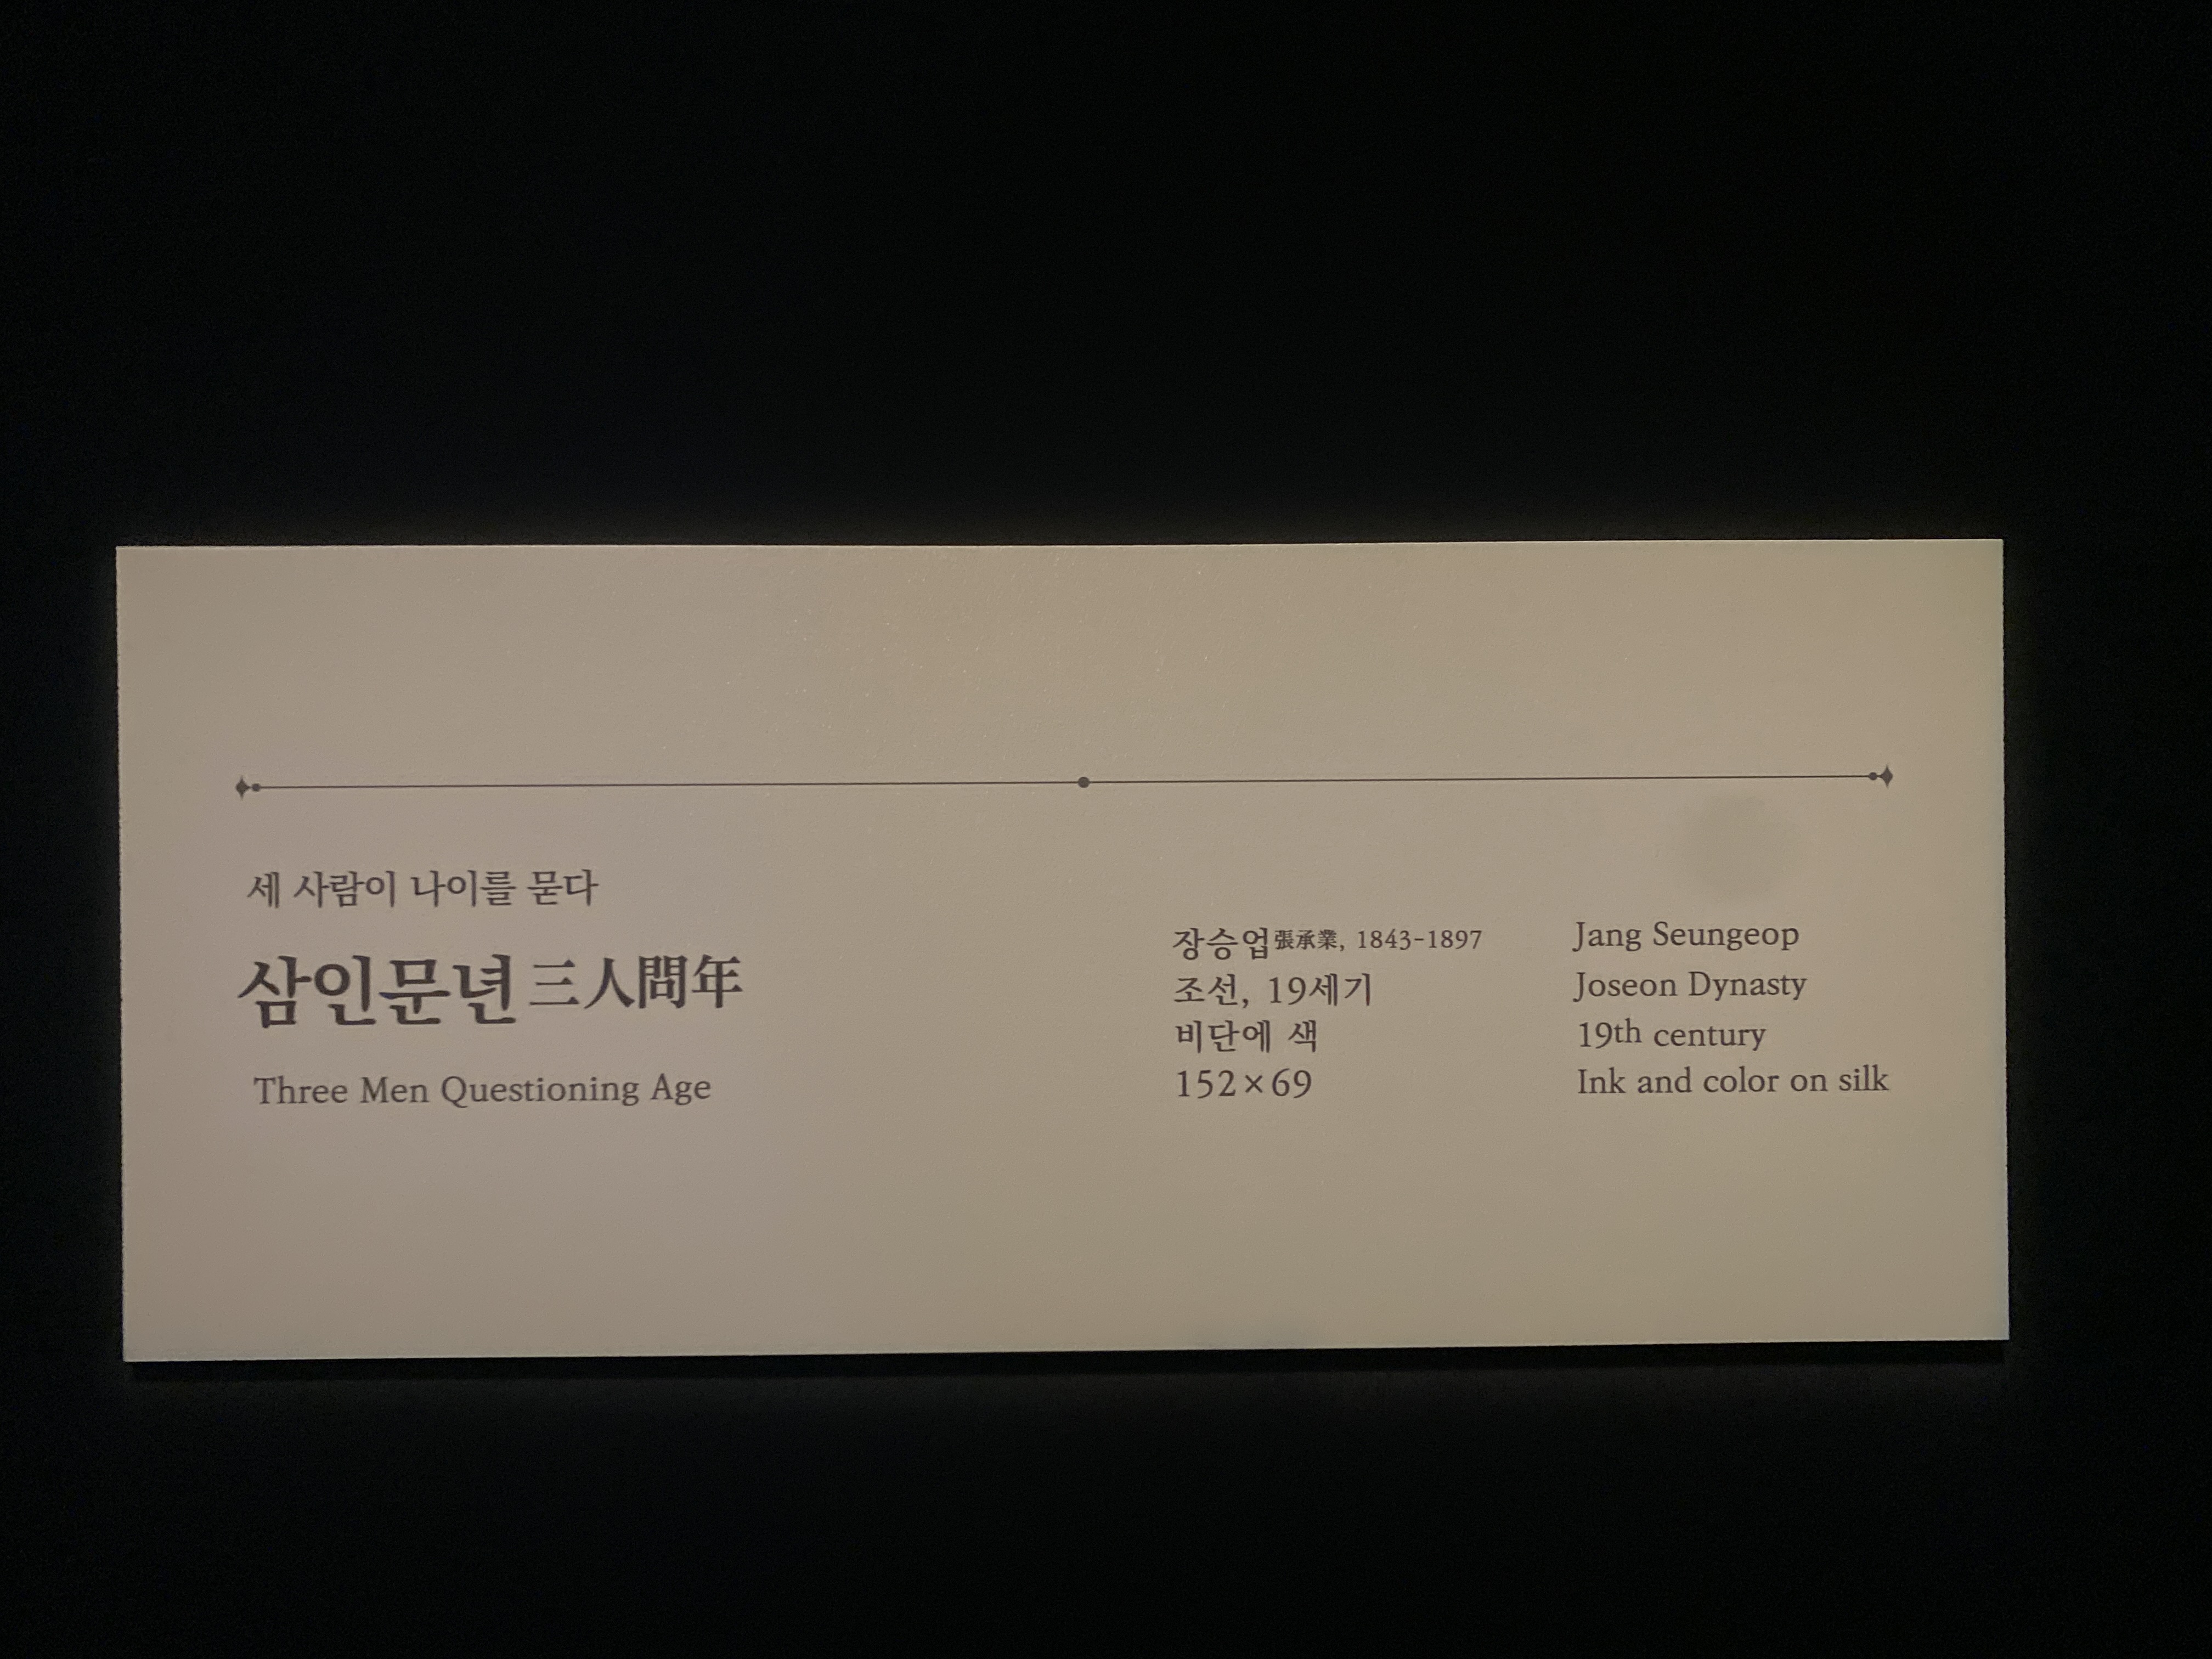 세 사람이 나이를 묻다
삼인문년 三人問年
Three Men Questioning Age
장승업張承業, 1843-1897
조선, 19세기
비단에 색
152×69
Jang Seungeop
Joseon Dynasty
19th century
Ink and color on silk